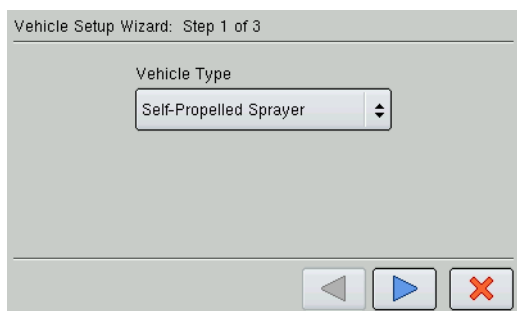 Vehicle Setup Wizard: Step 1 of 3
Vehicle Type
Self-Propelled Sprayer